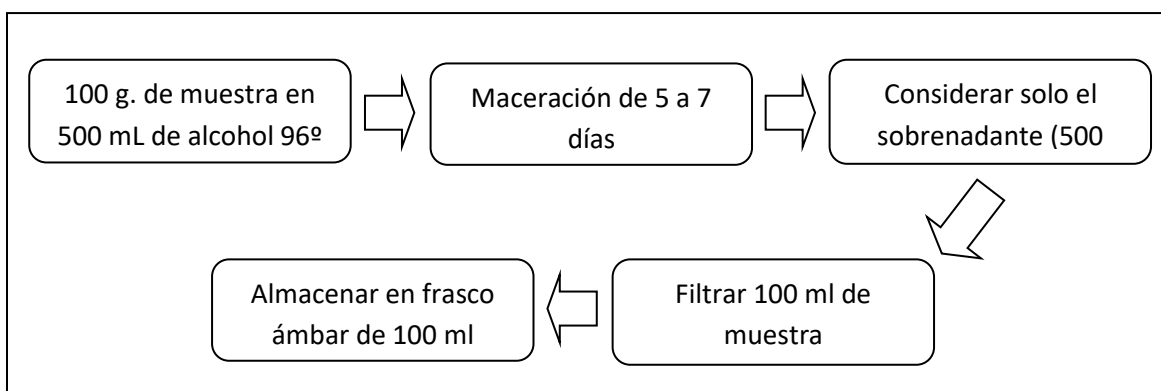 100 g. de muestra en
500 mL de alcohol 96º
Maceración de 5 a 7
días
Considerar solo el
sobrenadante (500
Filtrar 100 ml de
muestra
Almacenar en frasco
ámbar de 100 ml